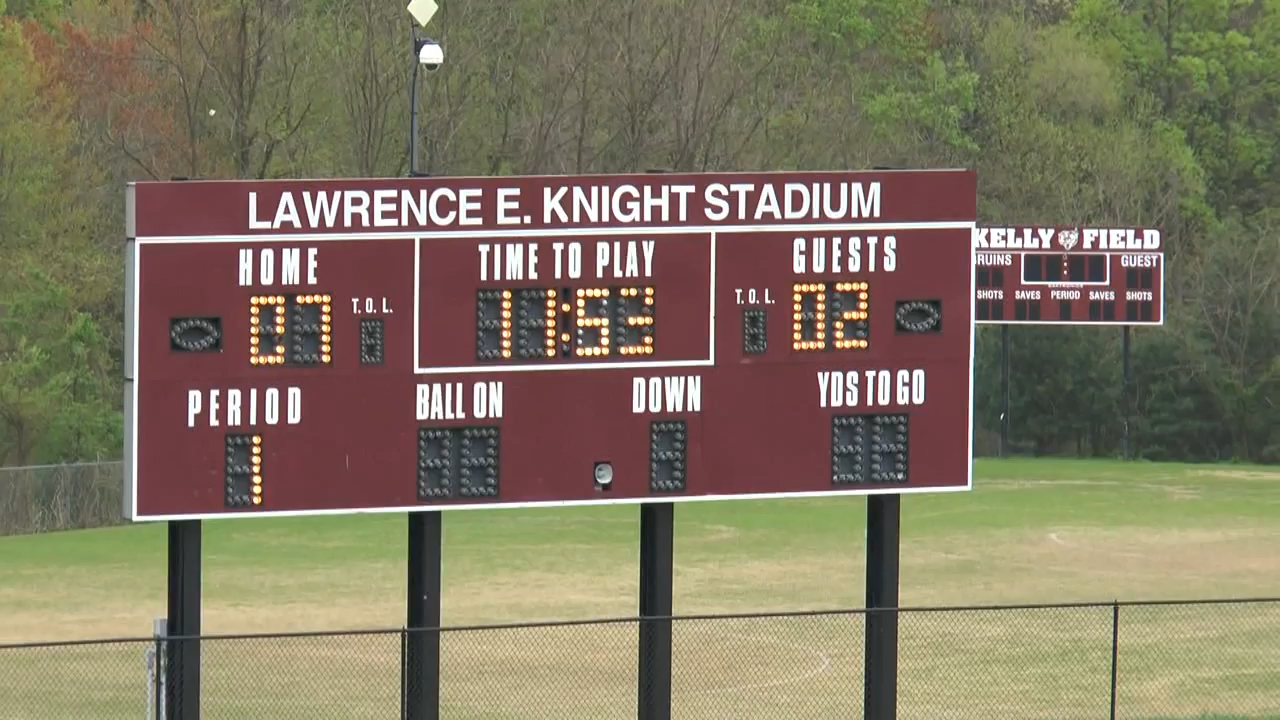 LAWRENCE E. KNIGHT STADIUM
HOME
TIME TO PLAY
GUESTS
07
T. O. L.
11:53
T. O. L.
02
PERIOD
BALL ON
DOWN
YDS TO GO
1
KELLY FIELD
BRUINS
GUEST
SHOTS SAVES PERIOD SAVES SHOTS